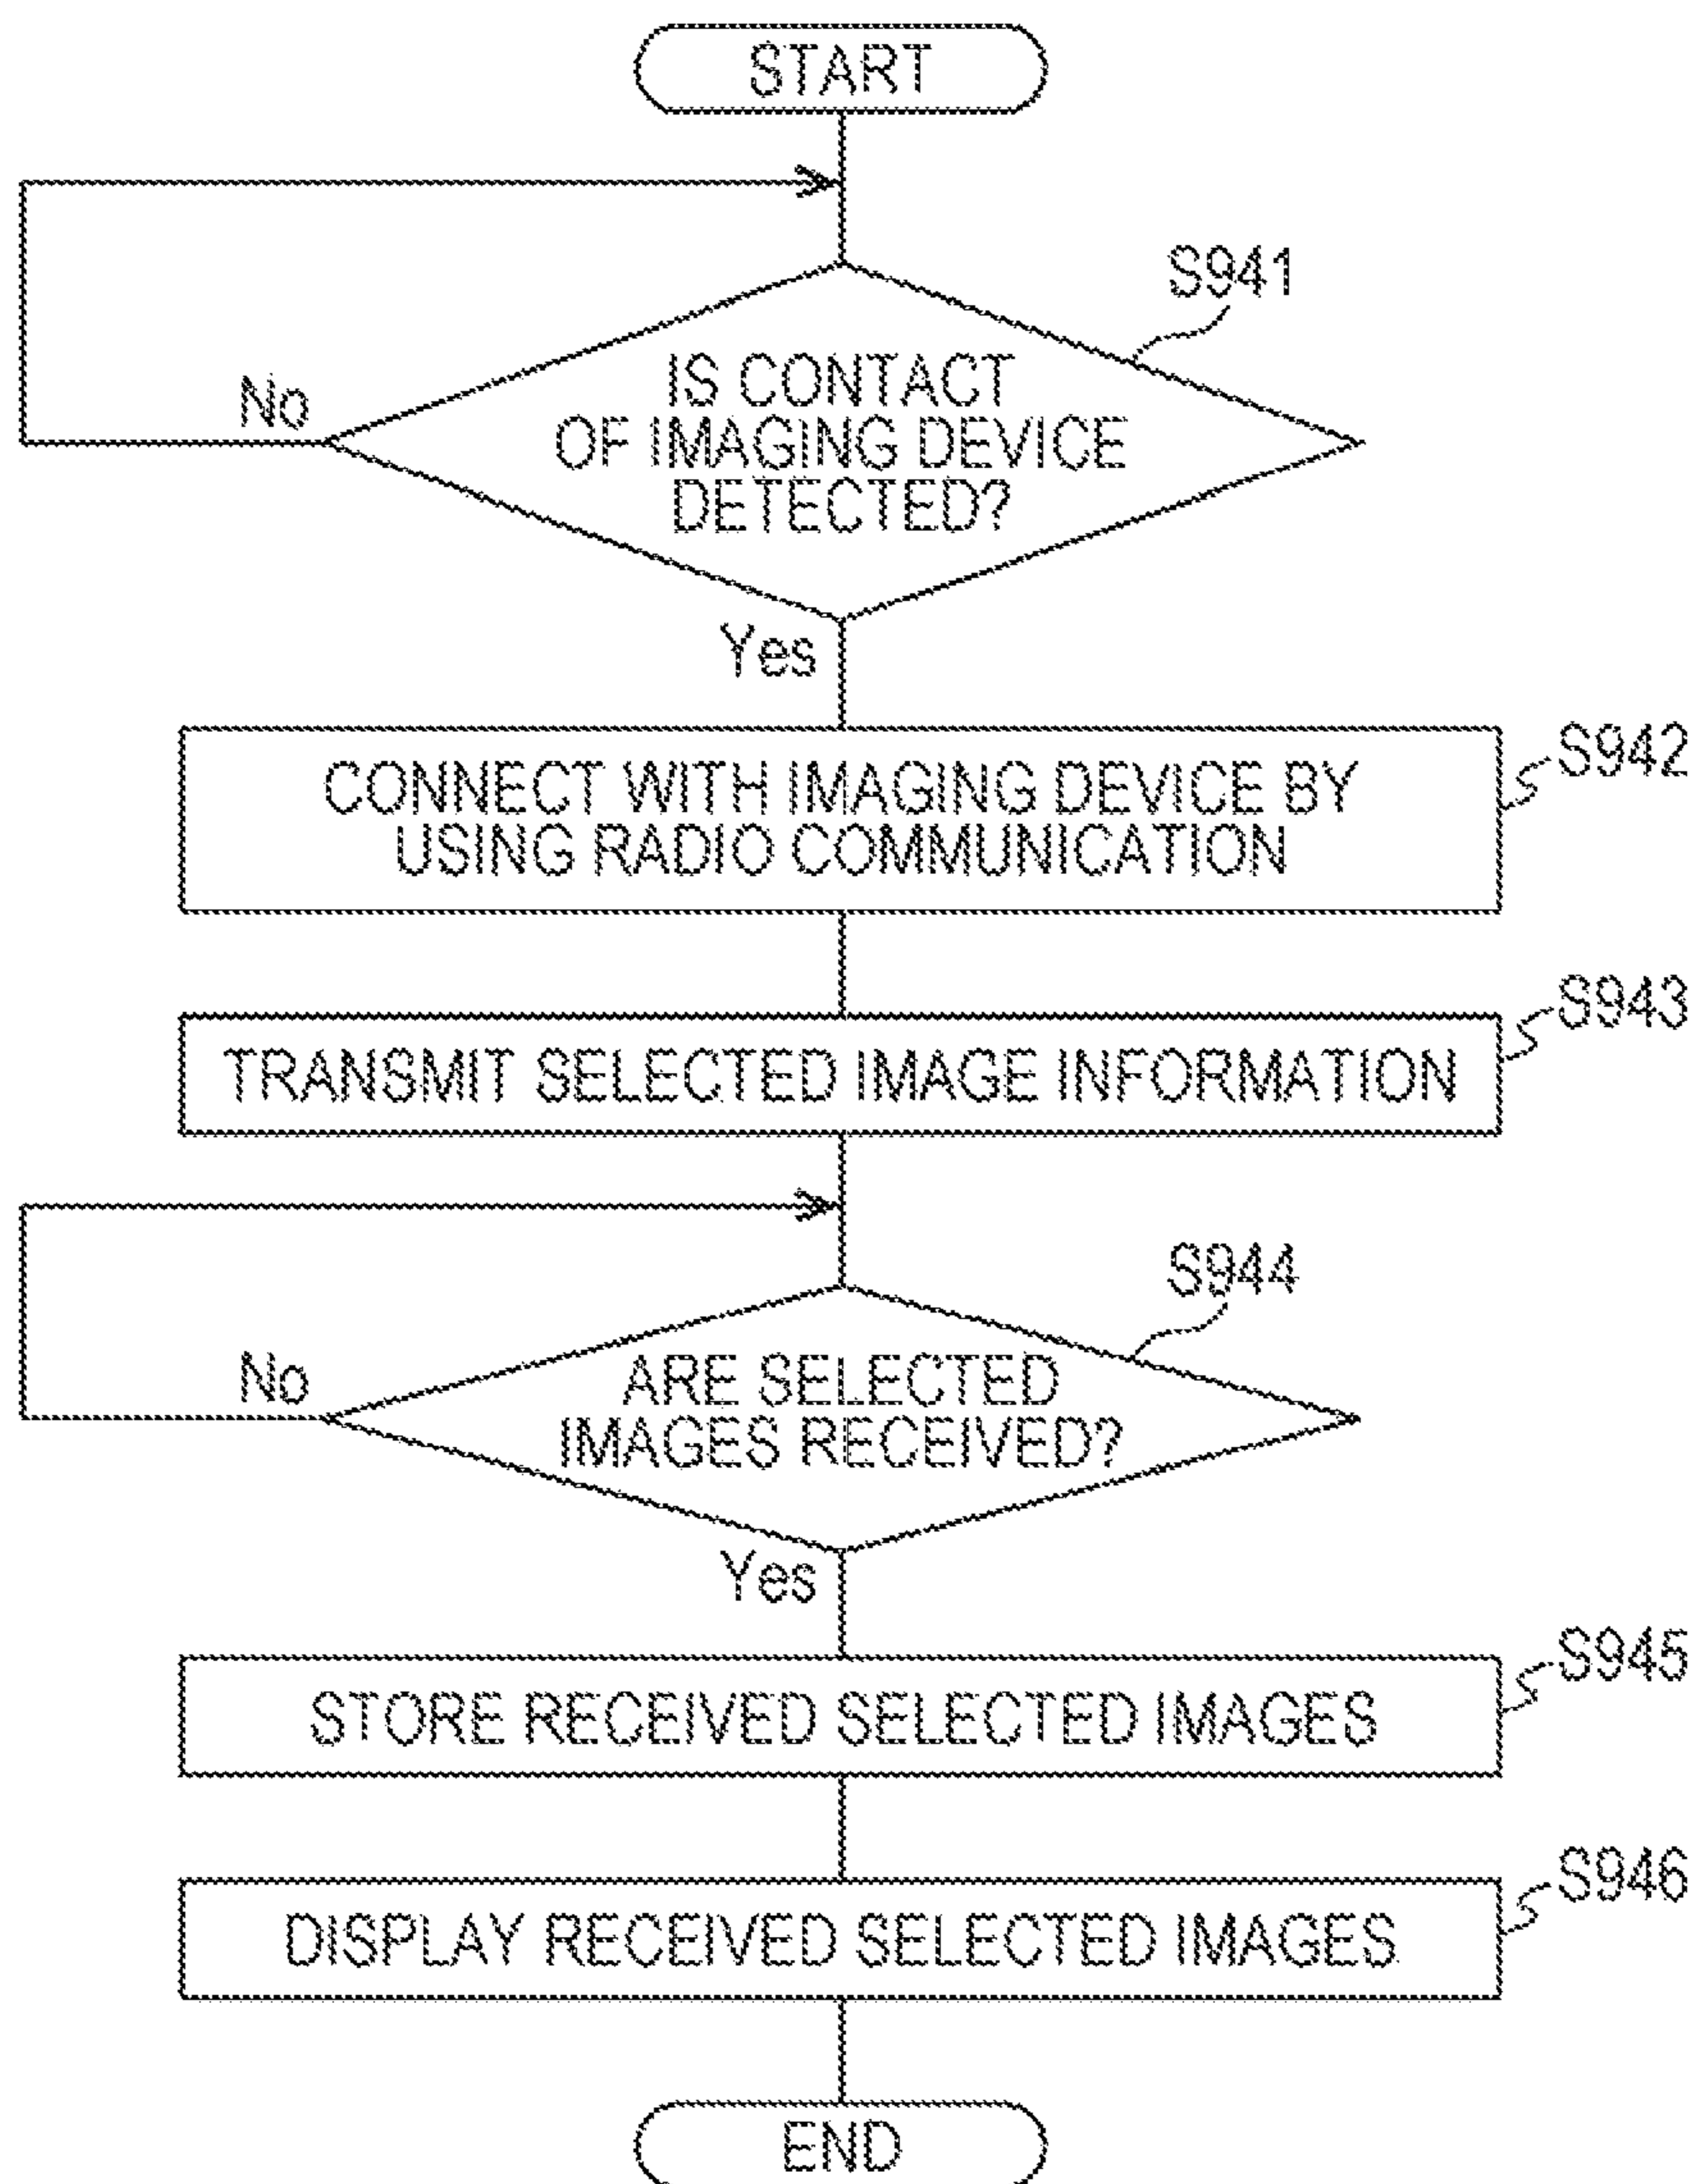 START
S941
IS CONTACT
OF IMAGING DEVICE
DETECTED?
No
Yes
S942
CONNECT WITH IMAGING DEVICE BY
USING RADIO COMMUNICATION
S943
TRANSMIT SELECTED IMAGE INFORMATION
S944
ARE SELECTED
IMAGES RECEIVED?
No
Yes
S945
STORE RECEIVED SELECTED IMAGES
S946
DISPLAY RECEIVED SELECTED IMAGES
END